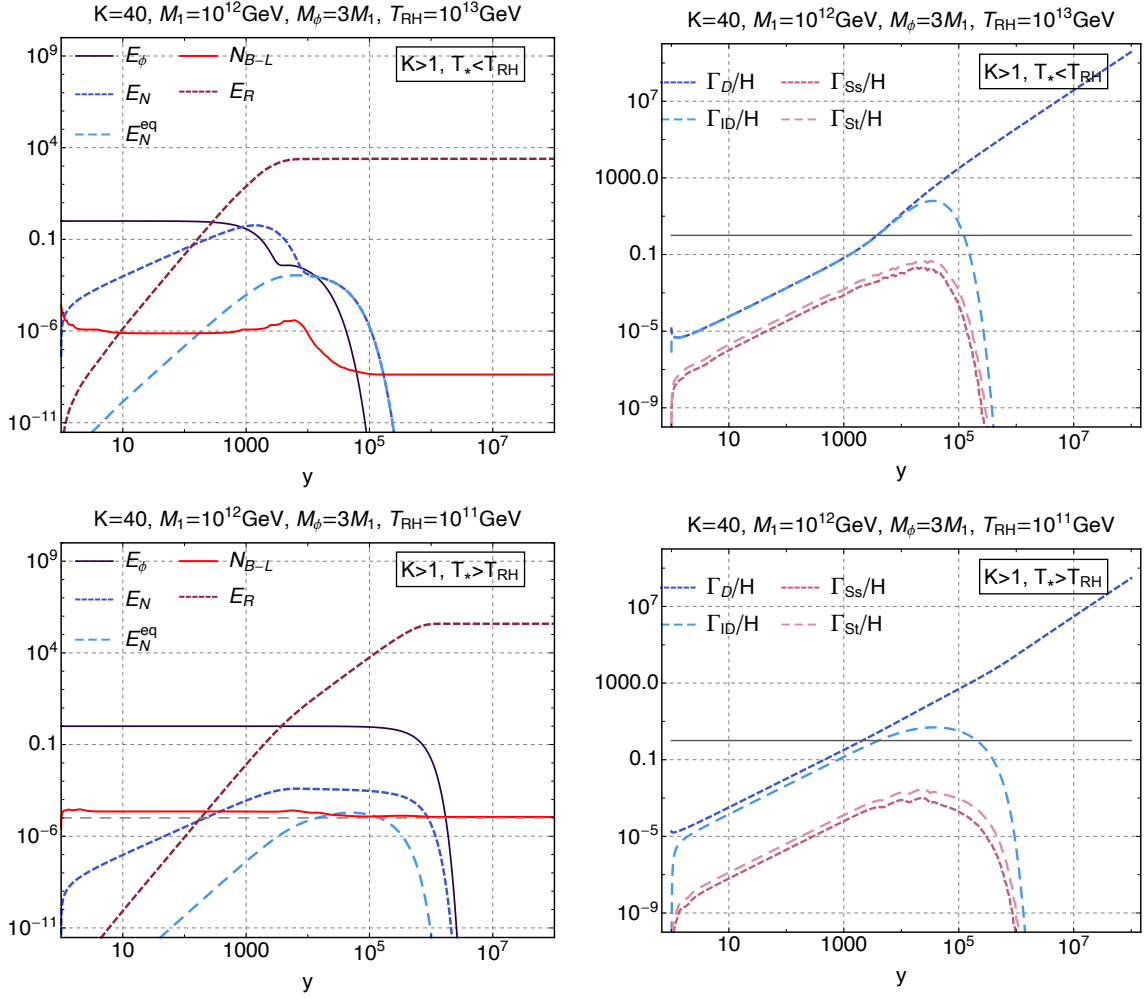 K=40, M₁=10¹²GeV, M_ϕ=3M₁, T_RH=10¹³GeV
10⁹
10⁴
0.1
10⁻⁶
10⁻¹¹
E_ϕ
N_B-L
E_N
E_R
E_N^eq
K>1, T_*<T_RH
10
1000
10⁵
10⁷
y
K=40, M₁=10¹²GeV, M_ϕ=3M₁, T_RH=10¹³GeV
10⁷
1000.0
0.1
10⁻⁵
10⁻⁹
Γ_D/H
Γ_Ss/H
Γ_ID/H
Γ_St/H
K>1, T_*<T_RH
10
1000
10⁵
10⁷
y
K=40, M₁=10¹²GeV, M_ϕ=3M₁, T_RH=10¹¹GeV
10⁹
10⁴
0.1
10⁻⁶
10⁻¹¹
E_ϕ
N_B-L
E_N
E_R
E_N^eq
K>1, T_*>T_RH
10
1000
10⁵
10⁷
y
K=40, M₁=10¹²GeV, M_ϕ=3M₁, T_RH=10¹¹GeV
10⁷
1000.0
0.1
10⁻⁵
10⁻⁹
Γ_D/H
Γ_Ss/H
Γ_ID/H
Γ_St/H
K>1, T_*>T_RH
10
1000
10⁵
10⁷
y